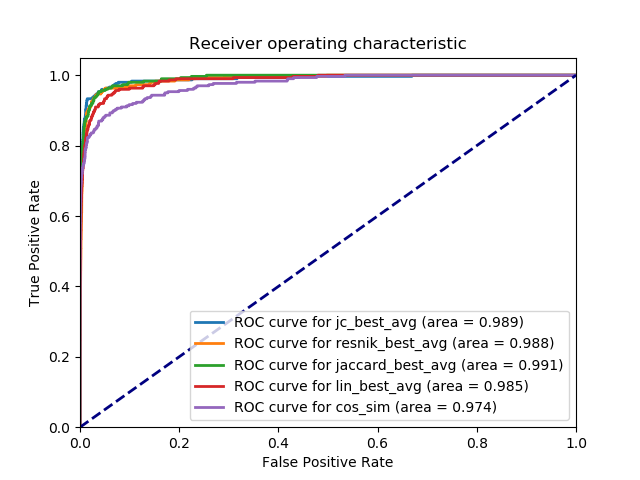 Receiver operating characteristic
1.0
0.8
0.6
0.4
0.2
0.0
True Positive Rate
ROC curve for jc_best_avg (area = 0.989)
ROC curve for resnik_best_avg (area = 0.988)
ROC curve for jaccard_best_avg (area = 0.991)
ROC curve for lin_best_avg (area = 0.985)
ROC curve for cos_sim (area = 0.974)
0.0 0.2 0.4 0.6 0.8 1.0
False Positive Rate